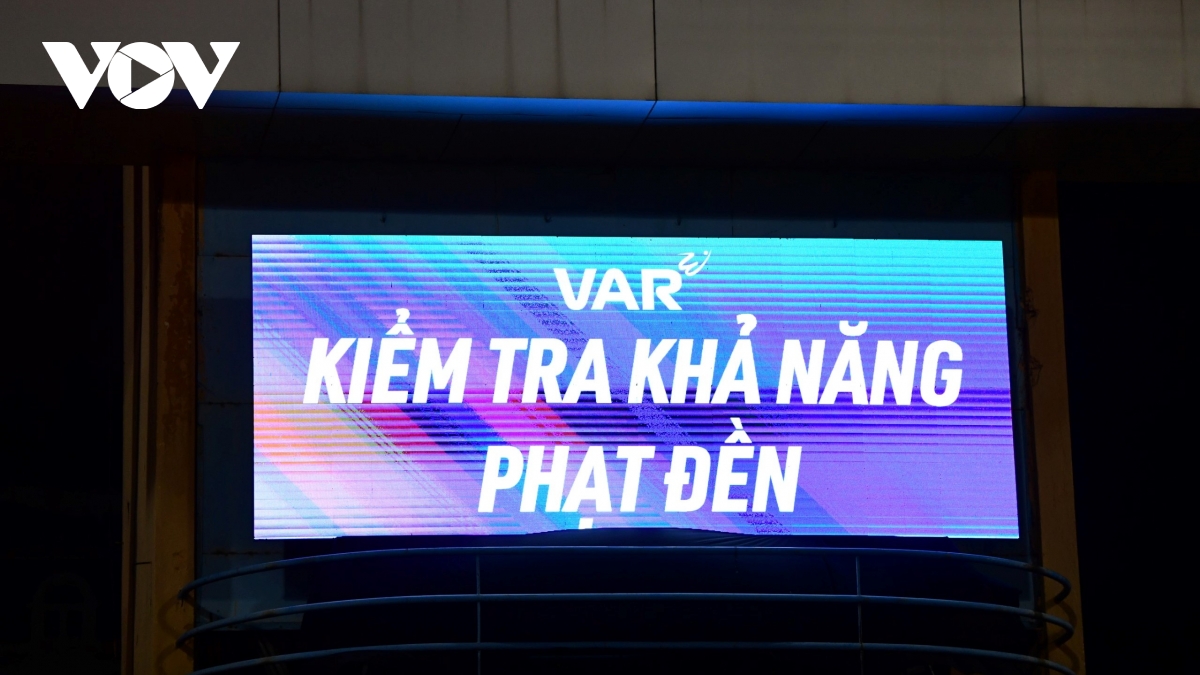 VOV
VAR
KIỂM TRA KHẢ NĂNG
PHẠT ĐỀN